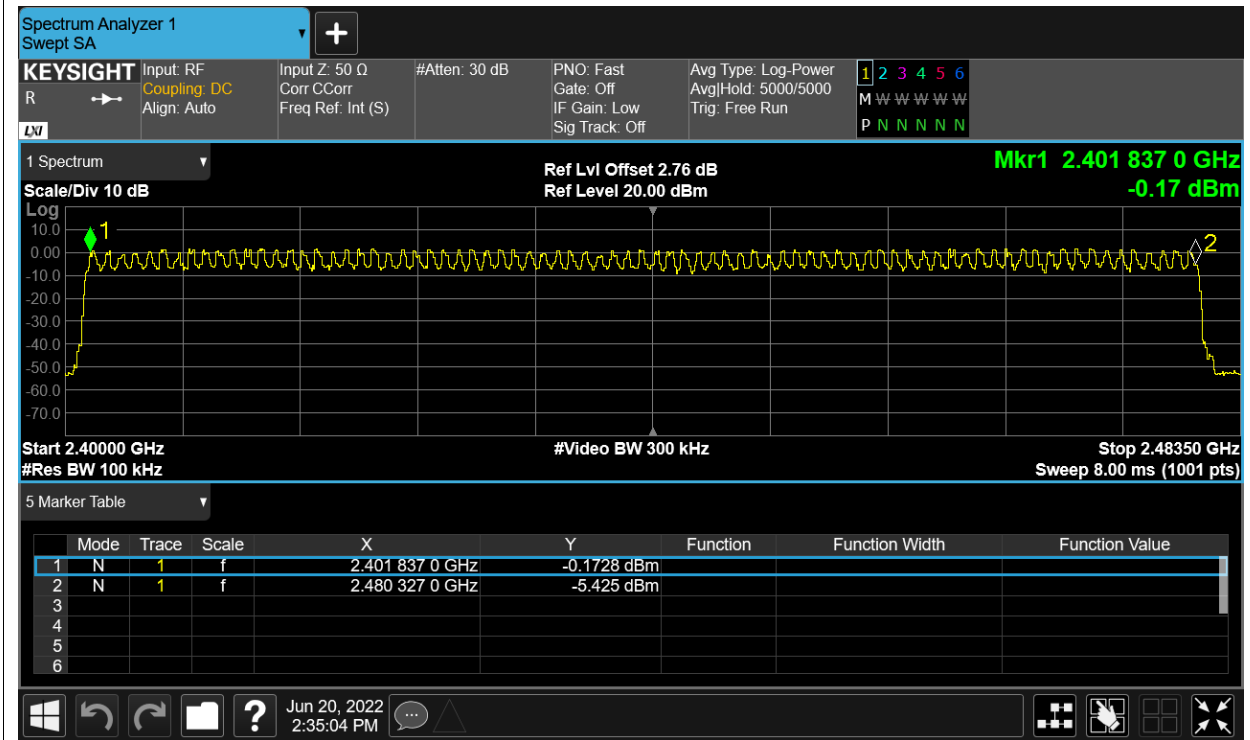 Spectrum Analyzer 1
Swept SA
KEYSIGHT
R
LXI
Input: RF
Coupling: DC
Align: Auto
Input Z: 50 Ω
Corr CCorr
Freq Ref: Int (S)
#Atten: 30 dB
PNO: Fast
Gate: Off
IF Gain: Low
Sig Track: Off
Avg Type: Log-Power
Avg|Hold: 5000/5000
Trig: Free Run
1 2 3 4 5 6
M W W W W W
P N N N N N
1 Spectrum
Scale/Div 10 dB
Ref Lvl Offset 2.76 dB
Ref Level 20.00 dBm
Mkr1 2.401 837 0 GHz
-0.17 dBm
Log
10.0
0.00
-10.0
-20.0
-30.0
-40.0
-50.0
-60.0
-70.0
1
2
Start 2.40000 GHz
#Res BW 100 kHz
#Video BW 300 kHz
Stop 2.48350 GHz
Sweep 8.00 ms (1001 pts)
5 Marker Table
Mode Trace Scale X Y Function Function Width Function Value
1 N 1 f 2.401 837 0 GHz -0.1728 dBm
2 N 1 f 2.480 327 0 GHz -5.425 dBm
3
4
5
6
?
Jun 20, 2022
2:35:04 PM